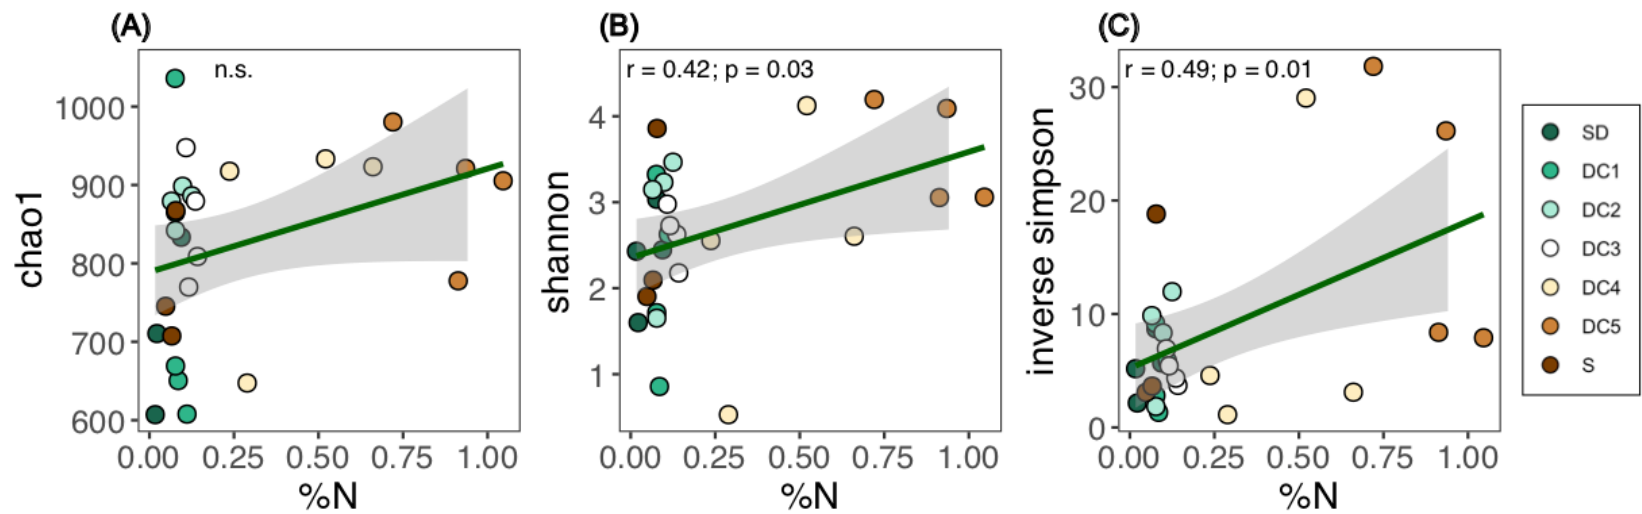 (A)
n.s.
chao1
1000
900
800
700
600
0.00 0.25 0.50 0.75 1.00
%N
(B)
r = 0.42; p = 0.03
shannon
4
3
2
1
0.00 0.25 0.50 0.75 1.00
%N
(C)
r = 0.49; p = 0.01
inverse simpson
30
20
10
0
0.00 0.25 0.50 0.75 1.00
%N
SD
DC1
DC2
DC3
DC4
DC5
S